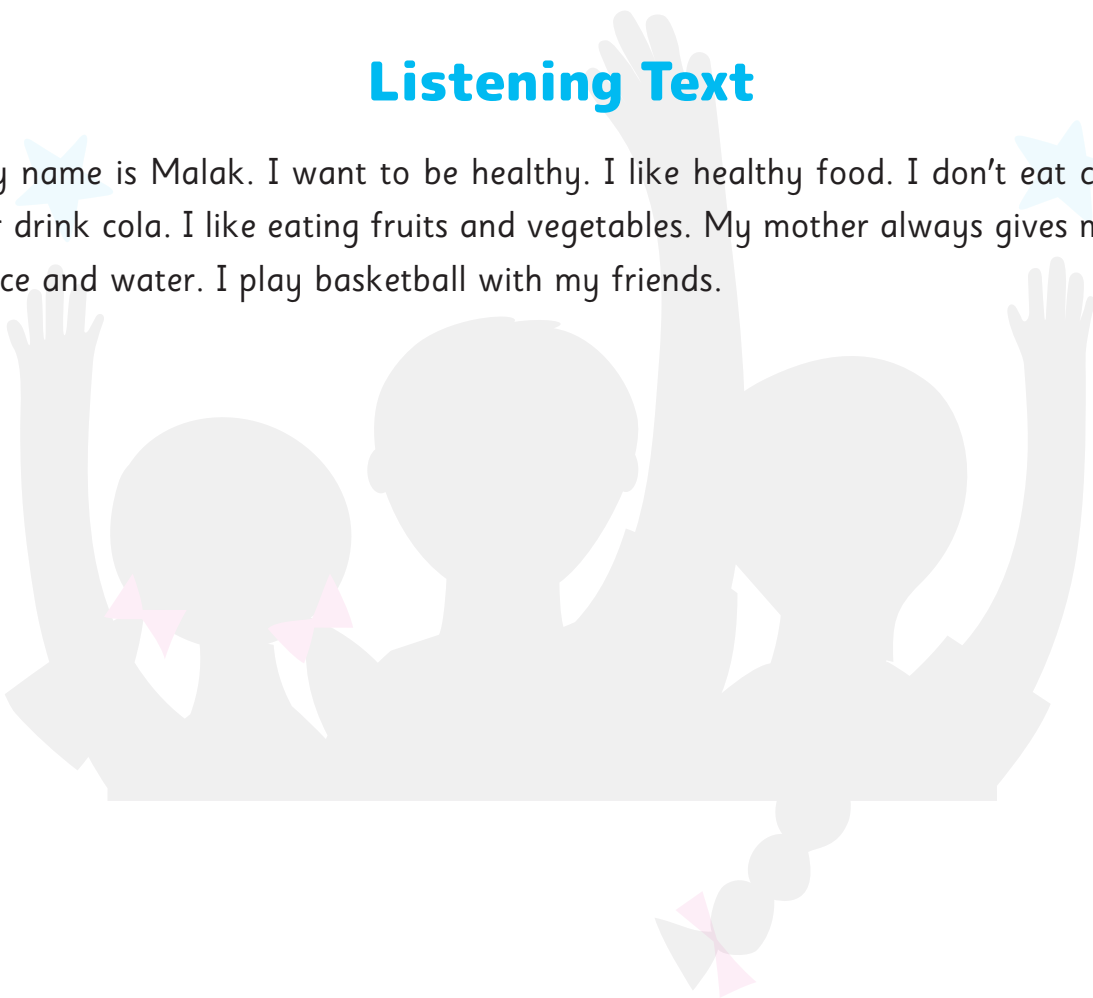 Listening Text
name is Malak. I want to be healthy. I like healthy food. I don't eat
drink cola. I like eating fruits and vegetables. My mother always gives
and water. I play basketball with my friends.